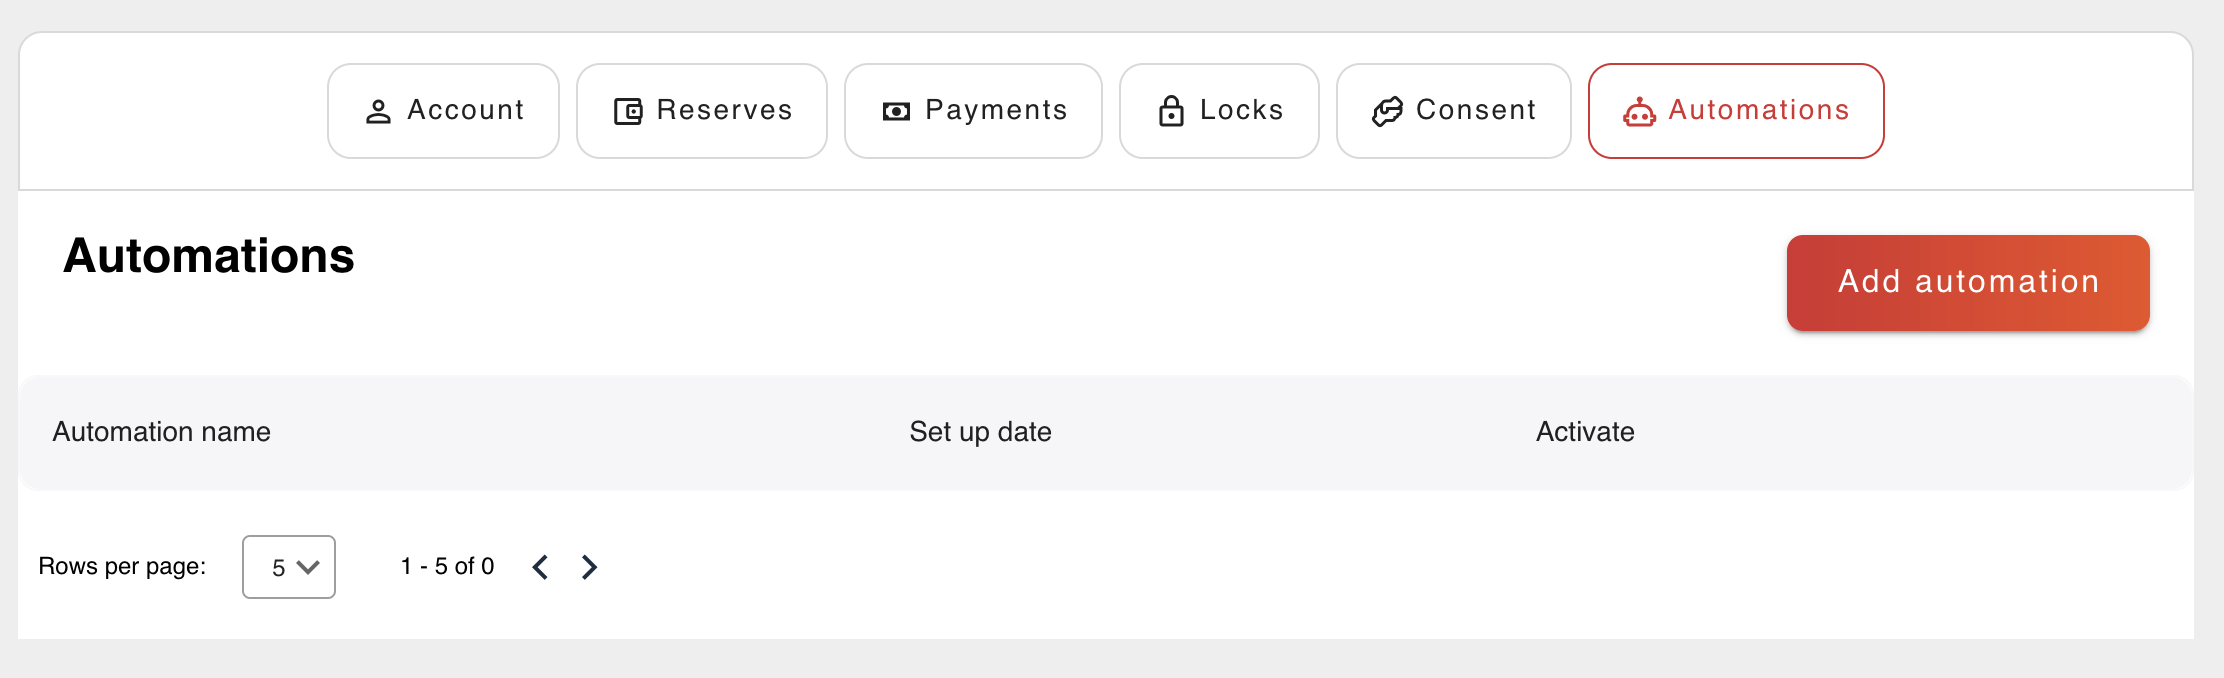 Account Reserves Payments Locks Consent Automations
Automations
Add automation
Automation name Set up date Activate
Rows per page: 5 1 - 5 of 0